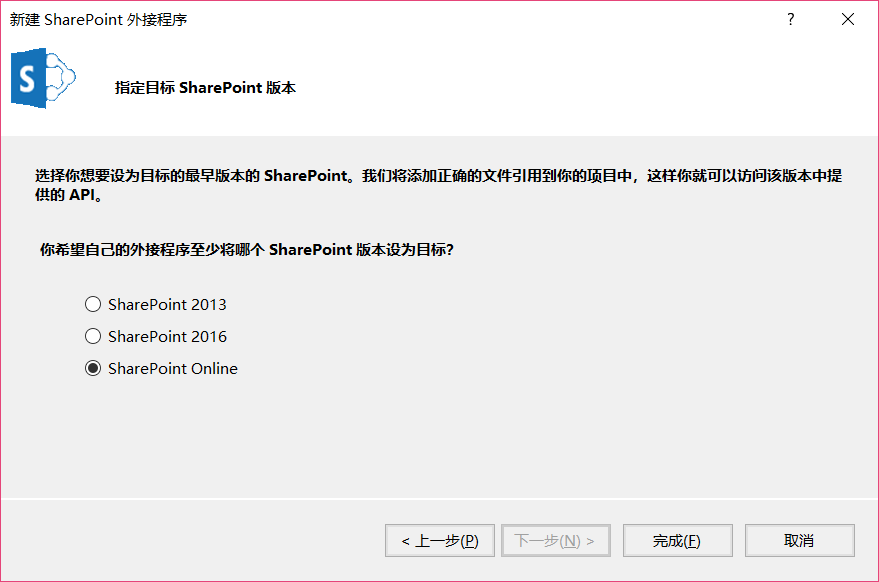 新建 SharePoint 外接程序
?
S
指定目标 SharePoint 版本
选择你想要设为目标的最早版本的 SharePoint。我们将添加正确的文件引用到你的项目中，这样你就可以访问该版本中提
供的 API。
你希望自己的外接程序至少将哪个 SharePoint 版本设为目标?
SharePoint 2013
SharePoint 2016
SharePoint Online
< 上一步(P) 下一步(N) > 完成(F) 取消